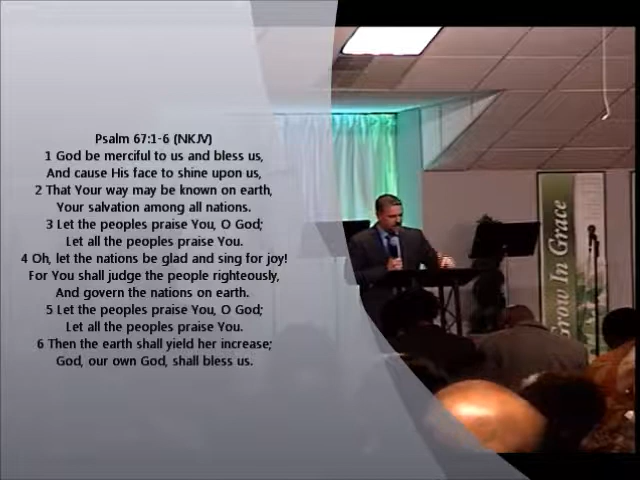 Psalm 67:1-6 (NKJV)
1 God be merciful to us and bless us,
And cause His face to shine upon us,
2 That Your way may be known on earth,
Your salvation among all nations.
3 Let the peoples praise You, O God;
Let all the peoples praise You.
4 Oh, let the nations be glad and sing for joy!
For You shall judge the people righteously,
And govern the nations on earth.
5 Let the peoples praise You, O God;
Let all the peoples praise You.
6 Then the earth shall yield her increase;
God, our own God, shall bless us.
Grow In Grace